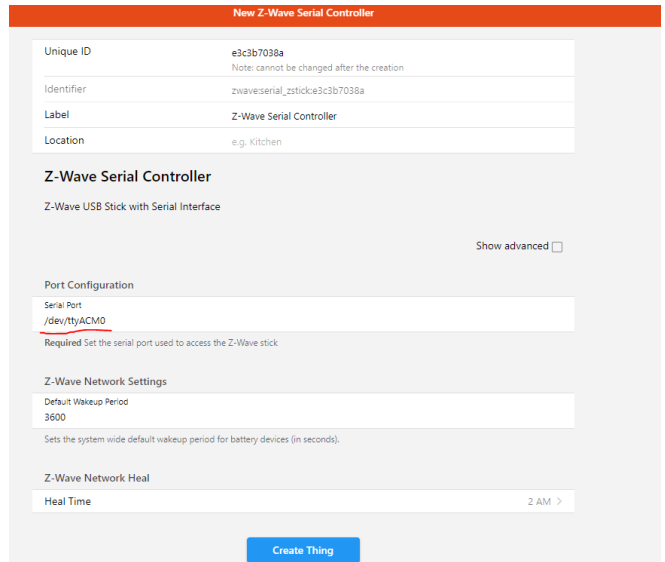 New Z-Wave Serial Controller
Unique ID
e3c3b7038a
Note: cannot be changed after the creation
Identifier
zwave:serial_zstick:e3c3b7038a
Label
Z-Wave Serial Controller
Location
e.g. Kitchen
Z-Wave Serial Controller
Z-Wave USB Stick with Serial Interface
Show advanced
Port Configuration
Serial Port
/dev/ttyACM0
Required Set the serial port used to access the Z-Wave stick
Z-Wave Network Settings
Default Wakeup Period
3600
Sets the system wide default wakeup period for battery devices (in seconds).
Z-Wave Network Heal
Heal Time
2 AM
Create Thing